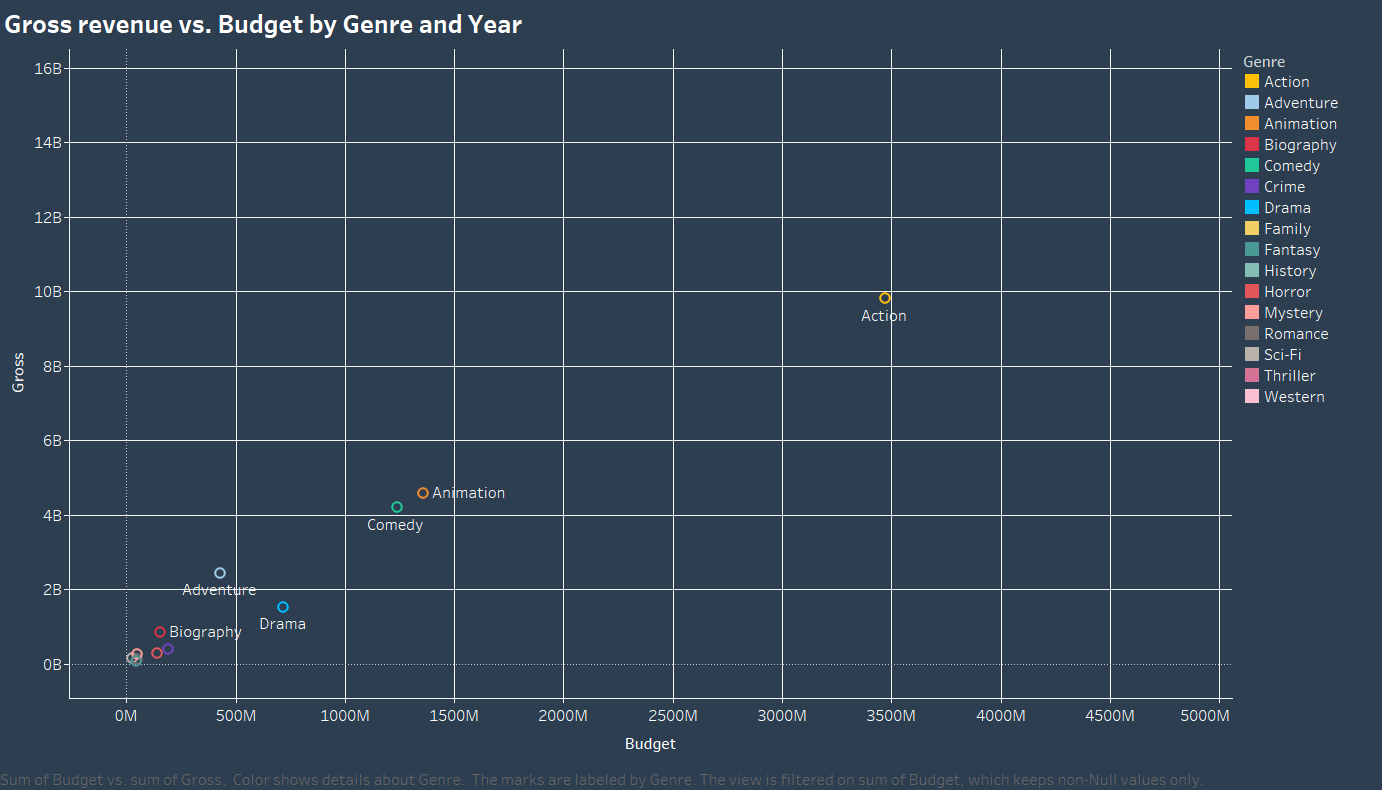 Gross revenue vs. Budget by Genre and Year
16B
14B
12B
10B
8B
6B
4B
2B
0B
Gross
Action
Animation
Comedy
Adventure
Drama
Biography
0M
500M
1000M
1500M
2000M
2500M
3000M
3500M
4000M
4500M
5000M
Budget
Genre
Action
Adventure
Animation
Biography
Comedy
Crime
Drama
Family
Fantasy
History
Horror
Mystery
Romance
Sci-Fi
Thriller
Western
Sum of Budget vs. sum of Gross.  Color shows details about Genre.  The marks are labeled by Genre. The view is filtered on sum of Budget, which keeps non-Null values only.